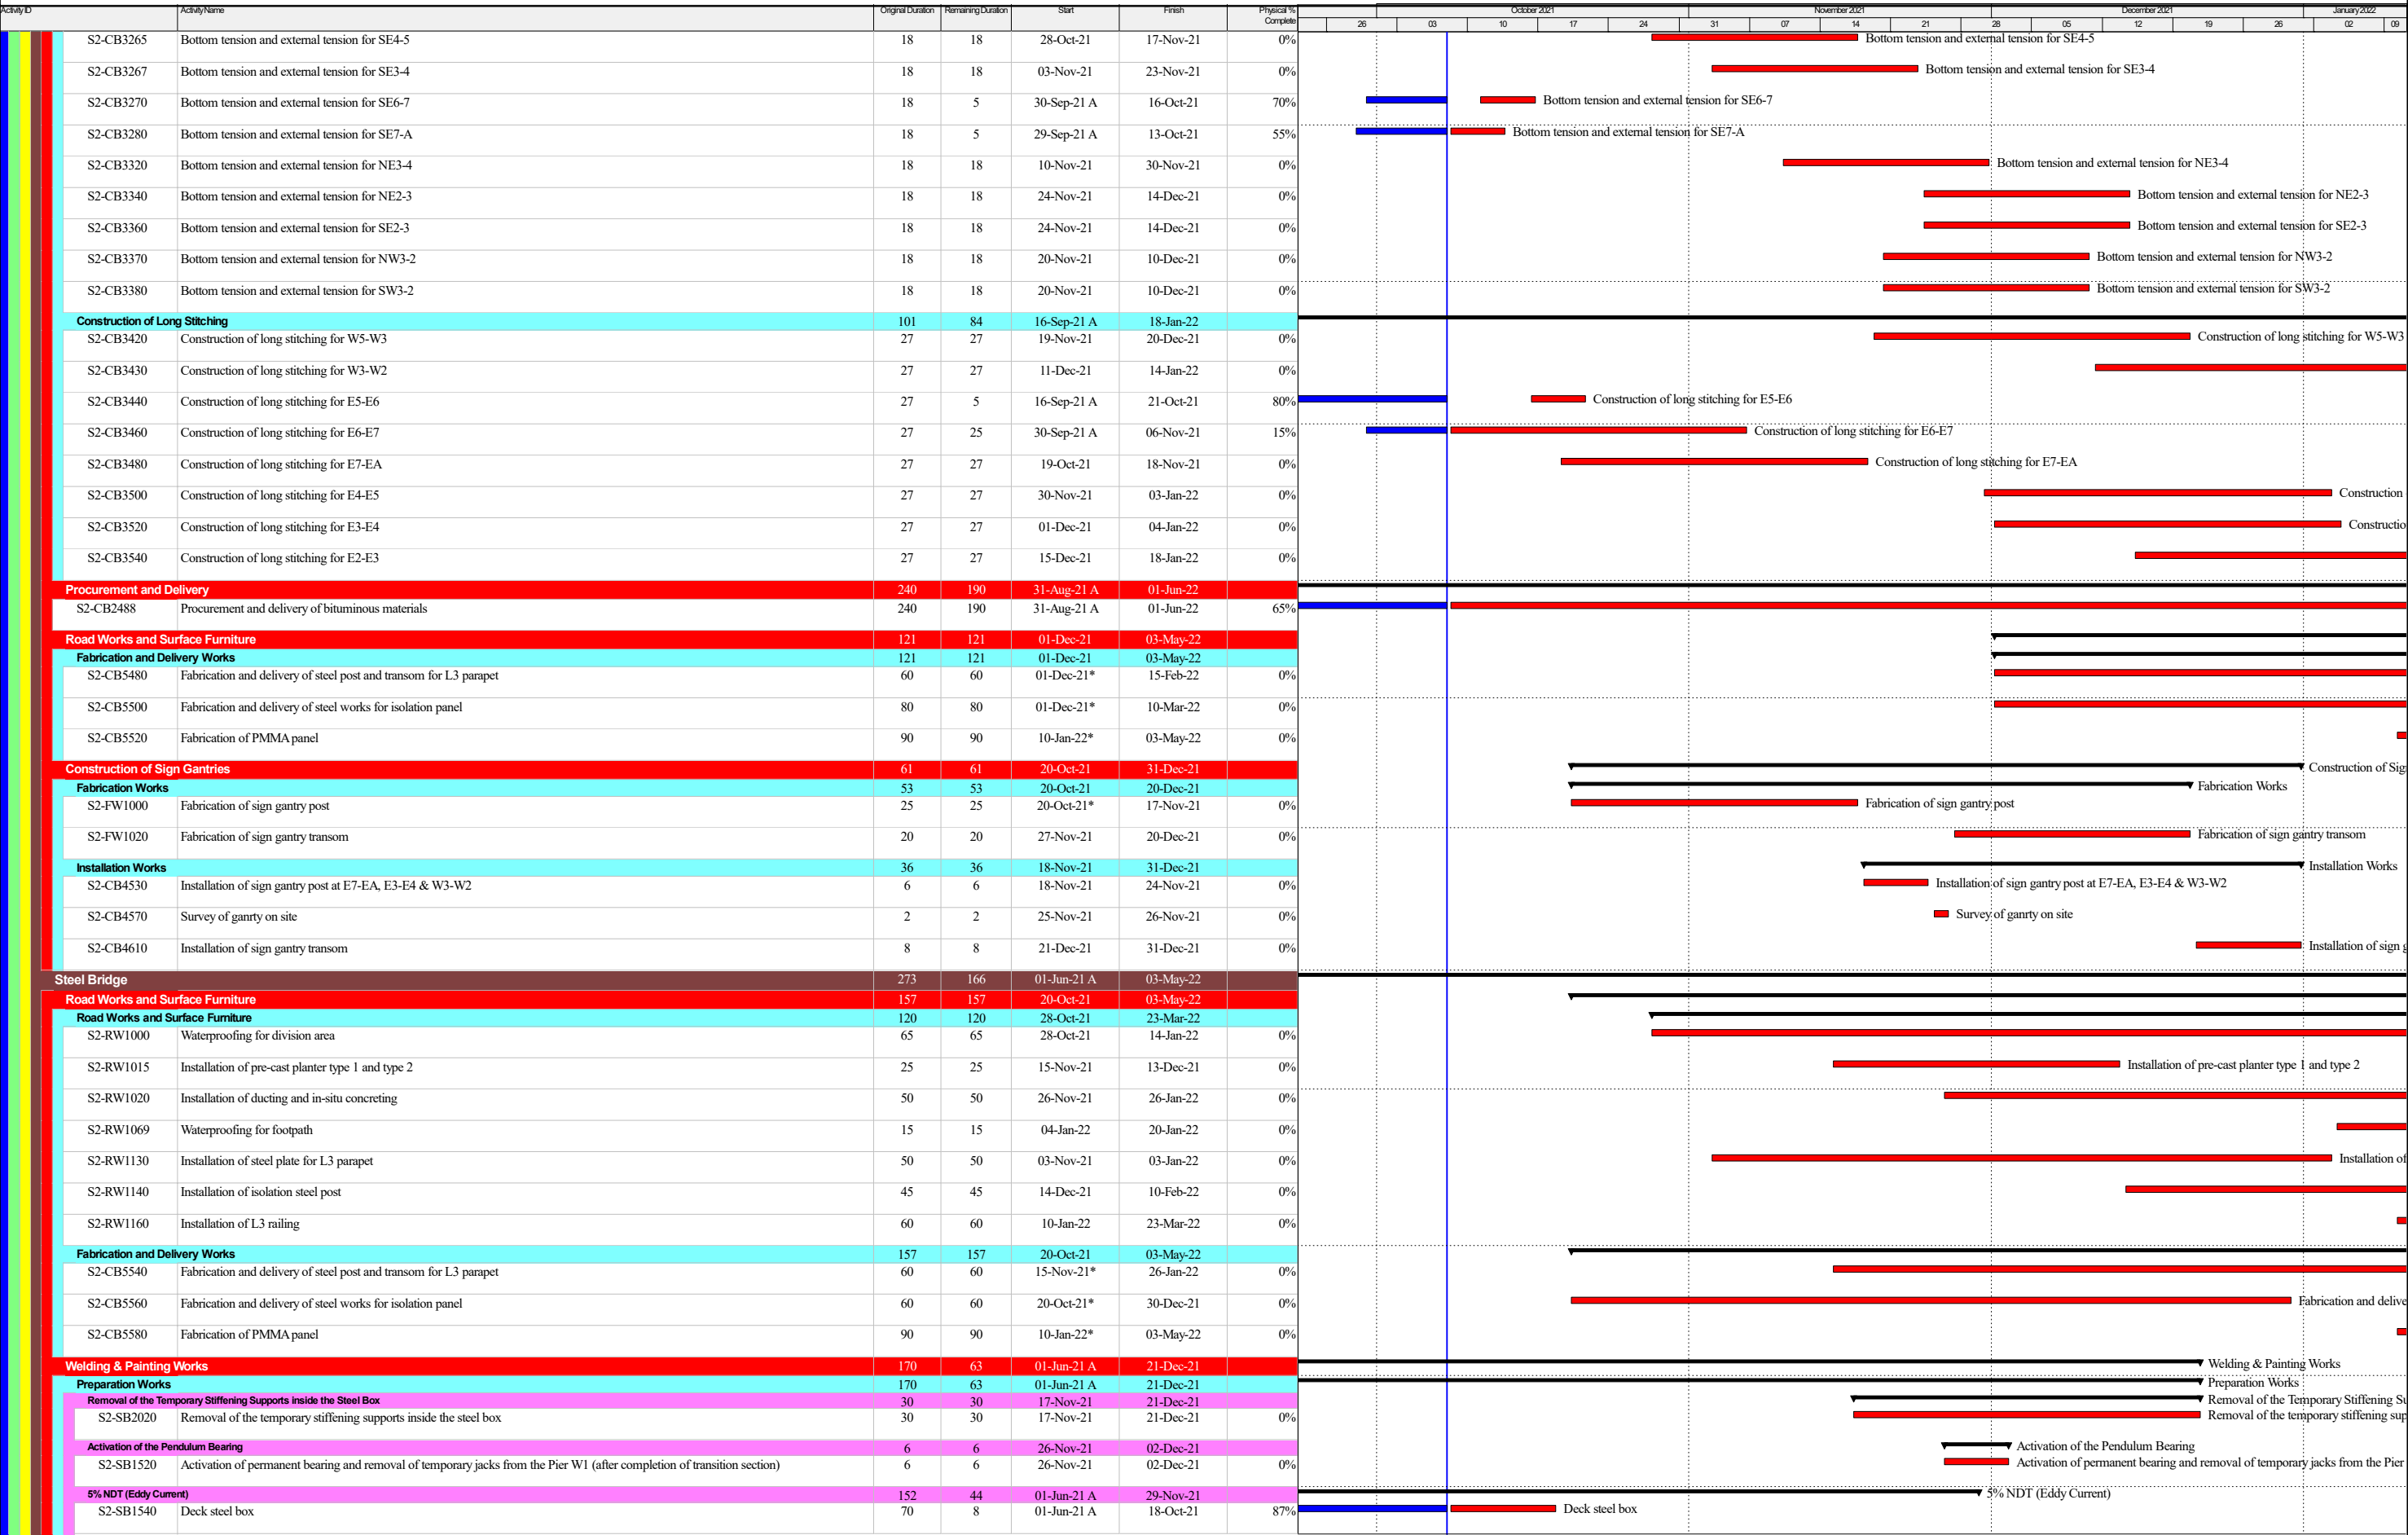 Activity ID Activity Name Original Duration Remaining Duration Start Finish Physical % Complete October 2021 November 2021 December 2021 January 2022
26 03 10 17 24 31 07 14 21 28 05 12 19 26 02 09
S2-CB3265 Bottom tension and external tension for SE4-5 18 18 28-Oct-21 17-Nov-21 0% Bottom tension and external tension for SE4-5
S2-CB3267 Bottom tension and external tension for SE3-4 18 18 03-Nov-21 23-Nov-21 0% Bottom tension and external tension for SE3-4
S2-CB3270 Bottom tension and external tension for SE6-7 18 5 30-Sep-21 A 16-Oct-21 70% Bottom tension and external tension for SE6-7
S2-CB3280 Bottom tension and external tension for SE7-A 18 5 29-Sep-21 A 13-Oct-21 55% Bottom tension and external tension for SE7-A
S2-CB3320 Bottom tension and external tension for NE3-4 18 18 10-Nov-21 30-Nov-21 0% Bottom tension and external tension for NE3-4
S2-CB3340 Bottom tension and external tension for NE2-3 18 18 24-Nov-21 14-Dec-21 0% Bottom tension and external tension for NE2-3
S2-CB3360 Bottom tension and external tension for SE2-3 18 18 24-Nov-21 14-Dec-21 0% Bottom tension and external tension for SE2-3
S2-CB3370 Bottom tension and external tension for NW3-2 18 18 20-Nov-21 10-Dec-21 0% Bottom tension and external tension for NW3-2
S2-CB3380 Bottom tension and external tension for SW3-2 18 18 20-Nov-21 10-Dec-21 0% Bottom tension and external tension for SW3-2
Construction of Long Stitching 101 84 16-Sep-21 A 18-Jan-22
S2-CB3420 Construction of long stitching for W5-W3 27 27 19-Nov-21 20-Dec-21 0% Construction of long stitching for W5-W3
S2-CB3430 Construction of long stitching for W3-W2 27 27 11-Dec-21 14-Jan-22 0%
S2-CB3440 Construction of long stitching for E5-E6 27 5 16-Sep-21 A 21-Oct-21 80% Construction of long stitching for E5-E6
S2-CB3460 Construction of long stitching for E6-E7 27 25 30-Sep-21 A 06-Nov-21 15% Construction of long stitching for E6-E7
S2-CB3480 Construction of long stitching for E7-EA 27 27 19-Oct-21 18-Nov-21 0% Construction of long stitching for E7-EA
S2-CB3500 Construction of long stitching for E4-E5 27 27 30-Nov-21 03-Jan-22 0% Construction
S2-CB3520 Construction of long stitching for E3-E4 27 27 01-Dec-21 04-Jan-22 0% Constructio
S2-CB3540 Construction of long stitching for E2-E3 27 27 15-Dec-21 18-Jan-22 0%
Procurement and Delivery 240 190 31-Aug-21 A 01-Jun-22
S2-CB2488 Procurement and delivery of bituminous materials 240 190 31-Aug-21 A 01-Jun-22 65%
Road Works and Surface Furniture 121 121 01-Dec-21 03-May-22
Fabrication and Delivery Works 121 121 01-Dec-21 03-May-22
S2-CB5480 Fabrication and delivery of steel post and transom for L3 parapet 60 60 01-Dec-21* 15-Feb-22 0%
S2-CB5500 Fabrication and delivery of steel works for isolation panel 80 80 01-Dec-21* 10-Mar-22 0%
S2-CB5520 Fabrication of PMMA panel 90 90 10-Jan-22* 03-May-22 0%
Construction of Sign Gantries 61 61 20-Oct-21 31-Dec-21 Construction of Sig
Fabrication Works 53 53 20-Oct-21 20-Dec-21 Fabrication Works
S2-FW1000 Fabrication of sign gantry post 25 25 20-Oct-21* 17-Nov-21 0% Fabrication of sign gantry post
S2-FW1020 Fabrication of sign gantry transom 20 20 27-Nov-21 20-Dec-21 0% Fabrication of sign gantry transom
Installation Works 36 36 18-Nov-21 31-Dec-21 Installation Works
S2-CB4530 Installation of sign gantry post at E7-EA, E3-E4 & W3-W2 6 6 18-Nov-21 24-Nov-21 0% Installation of sign gantry post at E7-EA, E3-E4 & W3-W2
S2-CB4570 Survey of ganrty on site 2 2 25-Nov-21 26-Nov-21 0% Survey of ganrty on site
S2-CB4610 Installation of sign gantry transom 8 8 21-Dec-21 31-Dec-21 0% Installation of sign g
Steel Bridge 273 166 01-Jun-21 A 03-May-22
Road Works and Surface Furniture 157 157 20-Oct-21 03-May-22
Road Works and Surface Furniture 120 120 28-Oct-21 23-Mar-22
S2-RW1000 Waterproofing for division area 65 65 28-Oct-21 14-Jan-22 0%
S2-RW1015 Installation of pre-cast planter type 1 and type 2 25 25 15-Nov-21 13-Dec-21 0% Installation of pre-cast planter type 1 and type 2
S2-RW1020 Installation of ducting and in-situ concreting 50 50 26-Nov-21 26-Jan-22 0%
S2-RW1069 Waterproofing for footpath 15 15 04-Jan-22 20-Jan-22 0%
S2-RW1130 Installation of steel plate for L3 parapet 50 50 03-Nov-21 03-Jan-22 0% Installation of
S2-RW1140 Installation of isolation steel post 45 45 14-Dec-21 10-Feb-22 0%
S2-RW1160 Installation of L3 railing 60 60 10-Jan-22 23-Mar-22 0%
Fabrication and Delivery Works 157 157 20-Oct-21 03-May-22
S2-CB5540 Fabrication and delivery of steel post and transom for L3 parapet 60 60 15-Nov-21* 26-Jan-22 0%
S2-CB5560 Fabrication and delivery of steel works for isolation panel 60 60 20-Oct-21* 30-Dec-21 0% Fabrication and delive
S2-CB5580 Fabrication of PMMA panel 90 90 10-Jan-22* 03-May-22 0%
Welding & Painting Works 170 63 01-Jun-21 A 21-Dec-21 Welding & Painting Works
Preparation Works 170 63 01-Jun-21 A 21-Dec-21 Preparation Works
Removal of the Temporary Stiffening Supports inside the Steel Box 30 30 17-Nov-21 21-Dec-21 Removal of the Temporary Stiffening Su
S2-SB2020 Removal of the temporary stiffening supports inside the steel box 30 30 17-Nov-21 21-Dec-21 0% Removal of the temporary stiffening sup
Activation of the Pendulum Bearing 6 6 26-Nov-21 02-Dec-21 Activation of the Pendulum Bearing
S2-SB1520 Activation of permanent bearing and removal of temporary jacks from the Pier W1 (after completion of transition section) 6 6 26-Nov-21 02-Dec-21 0% Activation of permanent bearing and removal of temporary jacks from the Pier
5% NDT (Eddy Current) 152 44 01-Jun-21 A 29-Nov-21 5% NDT (Eddy Current)
S2-SB1540 Deck steel box 70 8 01-Jun-21 A 18-Oct-21 87% Deck steel box